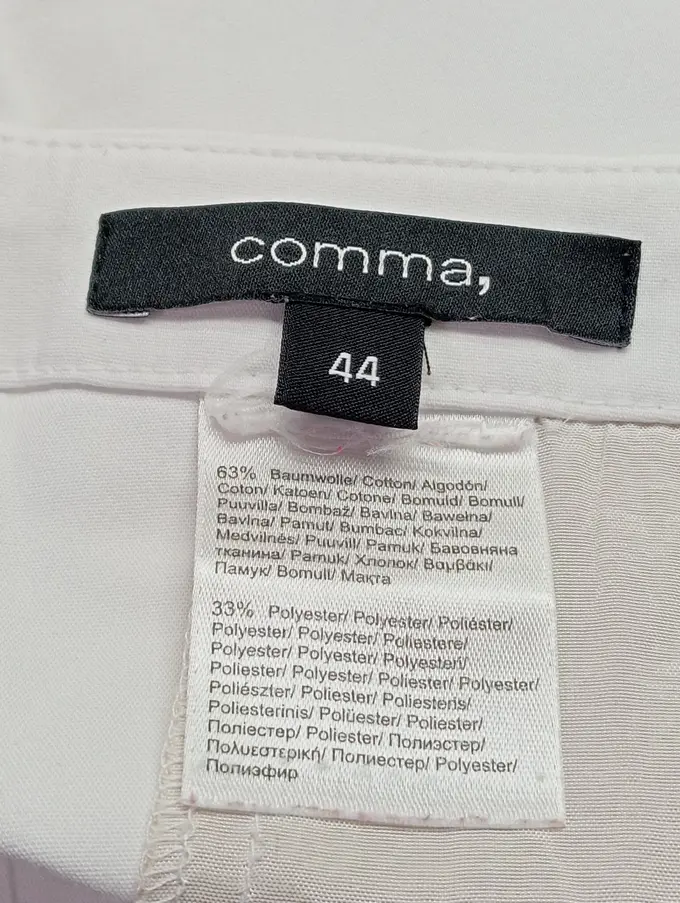 comma,
44
63% Baumwolle/ Cotton/ Algodón/
Coton/ Katoen/ Cotone/ Bomuld/ Bomull/
Puuvilla/ Bombaž/ Bavlna/ Bawełna/
Bavlna/ Pamut/ Bumbac/ Kokvilna/
Medvilnės/ Puuvill/ Pamuk/ Бавовняна
тканина/ Pamuk/ Хлопок/ Βαμβάκι/
Памук/ Bomull/ Мақта
33% Polyester/ Polyester/ Poliéster/
Polyester/ Polyester/ Poliestere/
Polyester/ Polyester/ Polyesteri/
Poliester/ Polyester/ Poliester/ Polyester/
Poliészter/ Poliester/ Poliesteris/
Poliesterinis/ Polüester/ Poliester/
Поліестер/ Poliester/ Полиэстер/
Πολυεστερική/ Полиестер/ Polyester/
Полиэфир